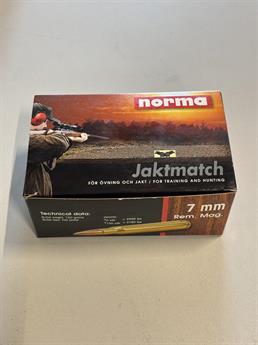 norma
Jaktmatch
FÖR ÖVNING OCH JAKT / FOR TRAINING AND HUNTING
7 mm
Rem. Mag.
Technical data: